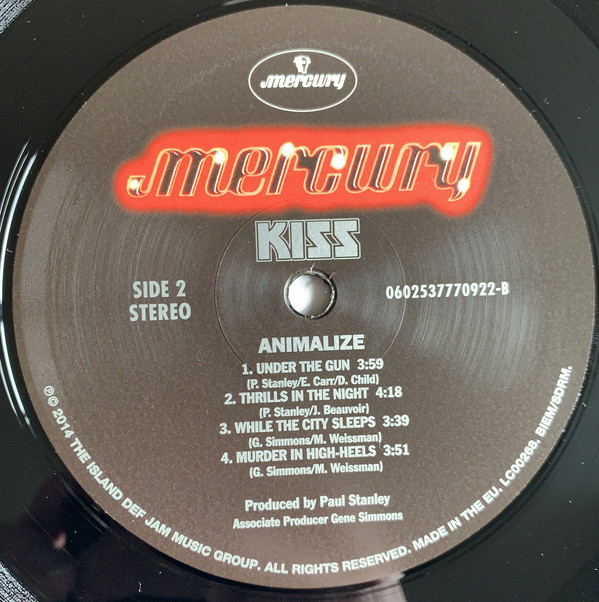 mercury
mercury
KISS
SIDE 2
STEREO
0602537770922-B
ANIMALIZE
1. UNDER THE GUN 3:59
(P. Stanley/E. Carr/D. Child)
2. THRILLS IN THE NIGHT 4:18
(P. Stanley/J. Beauvoir)
3. WHILE THE CITY SLEEPS 3:39
(G. Simmons/M. Weissman)
4. MURDER IN HIGH-HEELS 3:51
(G. Simmons/M. Weissman)
Produced by Paul Stanley
Associate Producer Gene Simmons
℗ © 2014 THE ISLAND DEF JAM MUSIC GROUP. ALL RIGHTS RESERVED. MADE IN THE EU. LC00268. BIEM/SDRM.